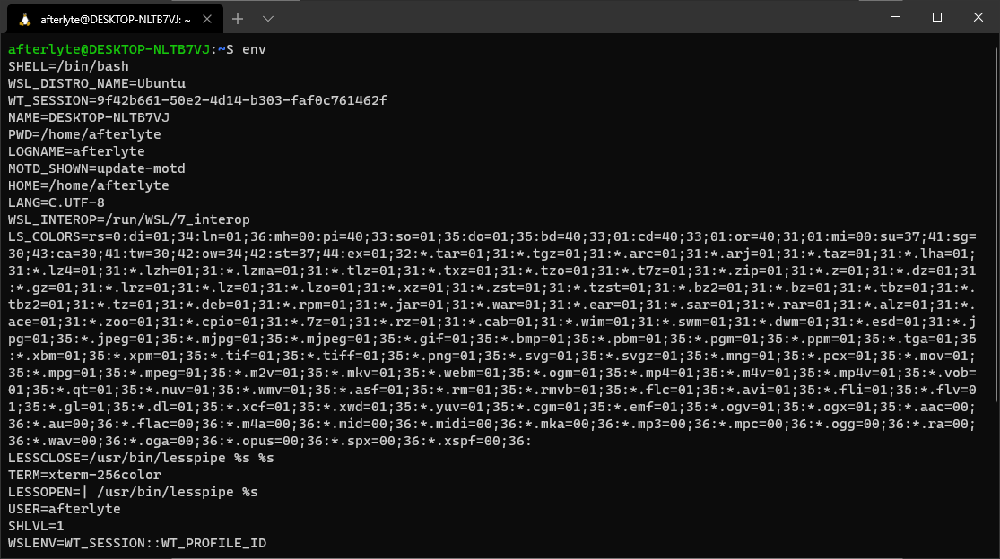 afterlyte@DESKTOP-NLTB7VJ: ~
afterlyte@DESKTOP-NLTB7VJ:~$ env
SHELL=/bin/bash
WSL_DISTRO_NAME=Ubuntu
WT_SESSION=9f42b661-50e2-4d14-b303-faf0c761462f
NAME=DESKTOP-NLTB7VJ
PWD=/home/afterlyte
LOGNAME=afterlyte
MOTD_SHOWN=update-motd
HOME=/home/afterlyte
LANG=C.UTF-8
WSL_INTEROP=/run/WSL/7_interop
LS_COLORS=rs=0:di=01;34:ln=01;36:mh=00:pi=40;33:so=01;35:do=01;35:bd=40;33;01:cd=40;33;01:or=40;31;01:mi=00:su=37;41:sg=
30;43:ca=30;41:tw=30;42:ow=34;42:st=37;44:ex=01;32:*.tar=01;31:*.tgz=01;31:*.arc=01;31:*.arj=01;31:*.taz=01;31:*.lha=01;
31:*.lz4=01;31:*.lzh=01;31:*.lzma=01;31:*.tlz=01;31:*.txz=01;31:*.tzo=01;31:*.t7z=01;31:*.zip=01;31:*.z=01;31:*.dz=01;31
:*.gz=01;31:*.lrz=01;31:*.lz=01;31:*.lzo=01;31:*.xz=01;31:*.zst=01;31:*.tzst=01;31:*.bz2=01;31:*.bz=01;31:*.tbz=01;31:*.
tbz2=01;31:*.tz=01;31:*.deb=01;31:*.rpm=01;31:*.jar=01;31:*.war=01;31:*.ear=01;31:*.sar=01;31:*.rar=01;31:*.alz=01;31:*.
ace=01;31:*.zoo=01;31:*.cpio=01;31:*.7z=01;31:*.rz=01;31:*.cab=01;31:*.wim=01;31:*.swm=01;31:*.dwm=01;31:*.esd=01;31:*.j
pg=01;35:*.jpeg=01;35:*.mjpg=01;35:*.mjpeg=01;35:*.gif=01;35:*.bmp=01;35:*.pbm=01;35:*.pgm=01;35:*.ppm=01;35:*.tga=01;35
:*.xbm=01;35:*.xpm=01;35:*.tif=01;35:*.tiff=01;35:*.png=01;35:*.svg=01;35:*.svgz=01;35:*.mng=01;35:*.pcx=01;35:*.mov=01;
35:*.mpg=01;35:*.mpeg=01;35:*.m2v=01;35:*.mkv=01;35:*.webm=01;35:*.ogm=01;35:*.mp4=01;35:*.m4v=01;35:*.mp4v=01;35:*.vob=
01;35:*.qt=01;35:*.nuv=01;35:*.wmv=01;35:*.asf=01;35:*.rm=01;35:*.rmvb=01;35:*.flc=01;35:*.avi=01;35:*.fli=01;35:*.flv=0
1;35:*.gl=01;35:*.dl=01;35:*.xcf=01;35:*.xwd=01;35:*.yuv=01;35:*.cgm=01;35:*.emf=01;35:*.ogv=01;35:*.ogx=01;35:*.aac=00;
36:*.au=00;36:*.flac=00;36:*.m4a=00;36:*.mid=00;36:*.midi=00;36:*.mka=00;36:*.mp3=00;36:*.mpc=00;36:*.ogg=00;36:*.ra=00;
36:*.wav=00;36:*.oga=00;36:*.opus=00;36:*.spx=00;36:*.xspf=00;36:
LESSCLOSE=/usr/bin/lesspipe %s %s
TERM=xterm-256color
LESSOPEN=| /usr/bin/lesspipe %s
USER=afterlyte
SHLVL=1
WSLENV=WT_SESSION::WT_PROFILE_ID